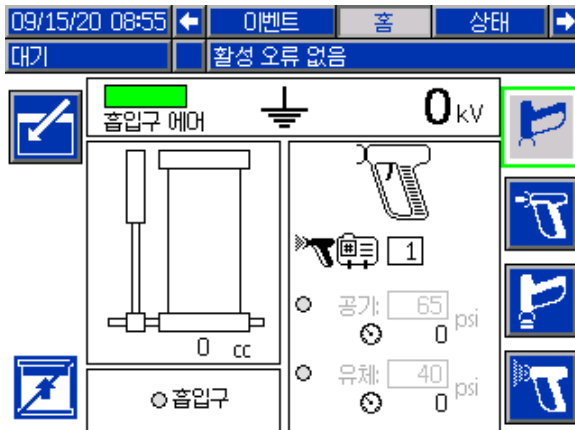 09/15/20 08:55 이벤트 홈 상태
대기 활성 오류 없음
흡입구 에어 0 kV
# 1
공기: 65 psi
0
0 cc
유체: 40 psi
0
흡입구